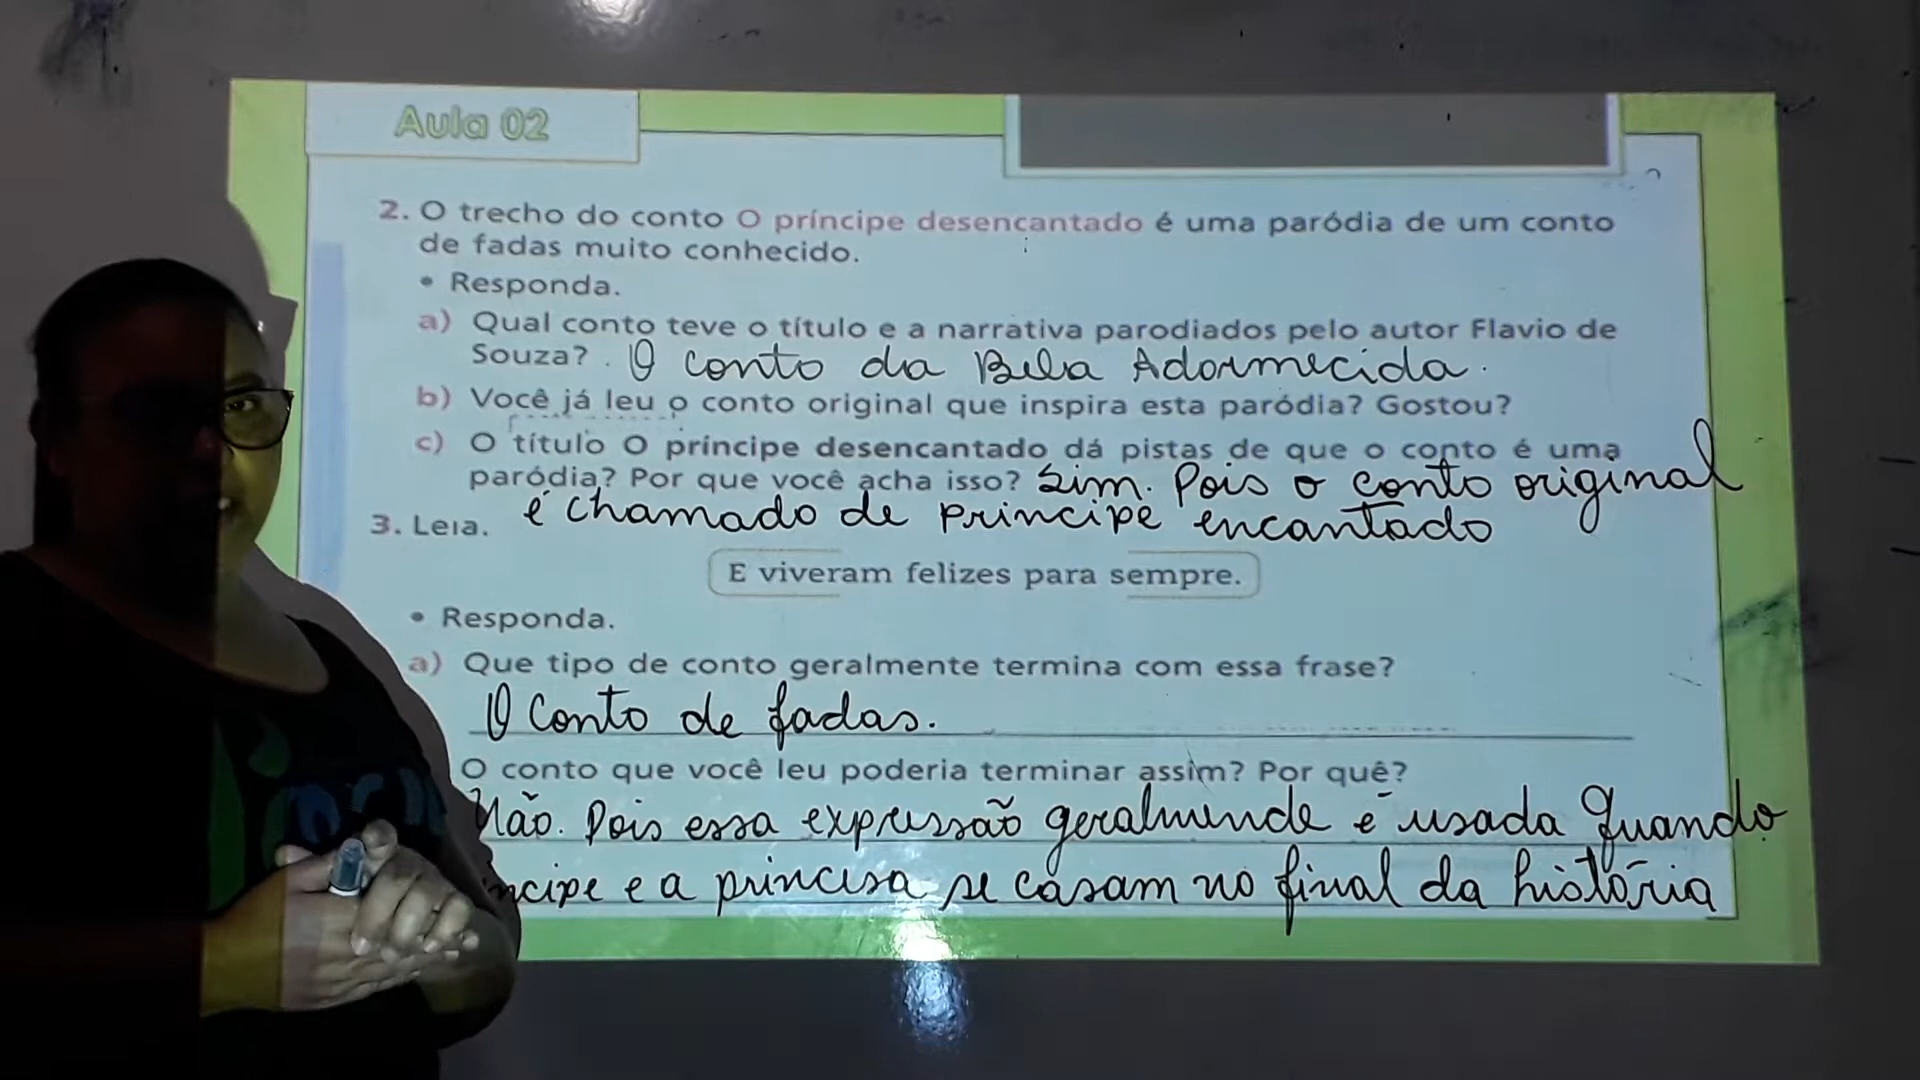 Aula 02
2. O trecho do conto O príncipe desencantado é uma paródia de um conto
de fadas muito conhecido.
• Responda.
a) Qual conto teve o título e a narrativa parodiados pelo autor Flavio de
Souza? . O conto da Bela Adormecida.
b) Você já leu o conto original que inspira esta paródia? Gostou?
c) O título O príncipe desencantado dá pistas de que o conto é uma
paródia? Por que você acha isso? Sim. Pois o conto original
é chamado de principe encantado
3. Leia.
E viveram felizes para sempre.
• Responda.
a) Que tipo de conto geralmente termina com essa frase?
O Conto de fadas.
O conto que você leu poderia terminar assim? Por quê?
Não. Pois essa expressão geralmende é usada Quando
ncipe e a princesa se casam no final da história